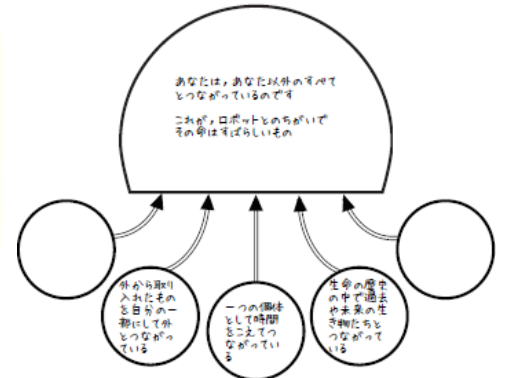 あなたは,あなた以外のすべて
とつながっているのです
これが,ロボットとのちがいで
その命はすばらしいもの
外から取り
入れたもの
を自分の一
部にして外
とつながっ
ている
一つの個体
として時間
をこえてつ
ながってい
る
生命の歴史
の中で過去
や未来の生
き物たちと
つながって
いる